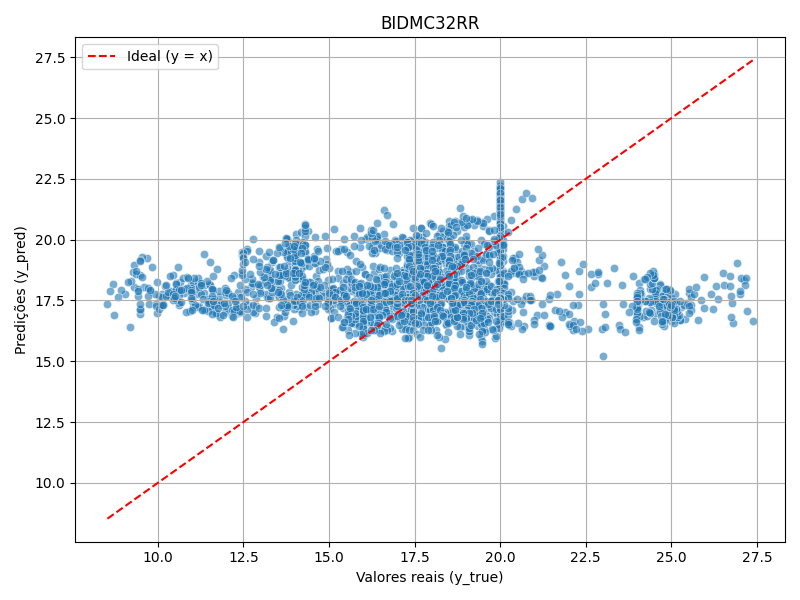 BIDMC32RR
Ideal (y = x)
27.5
25.0
22.5
20.0
17.5
15.0
12.5
10.0
Predições (y_pred)
10.0 12.5 15.0 17.5 20.0 22.5 25.0 27.5
Valores reais (y_true)